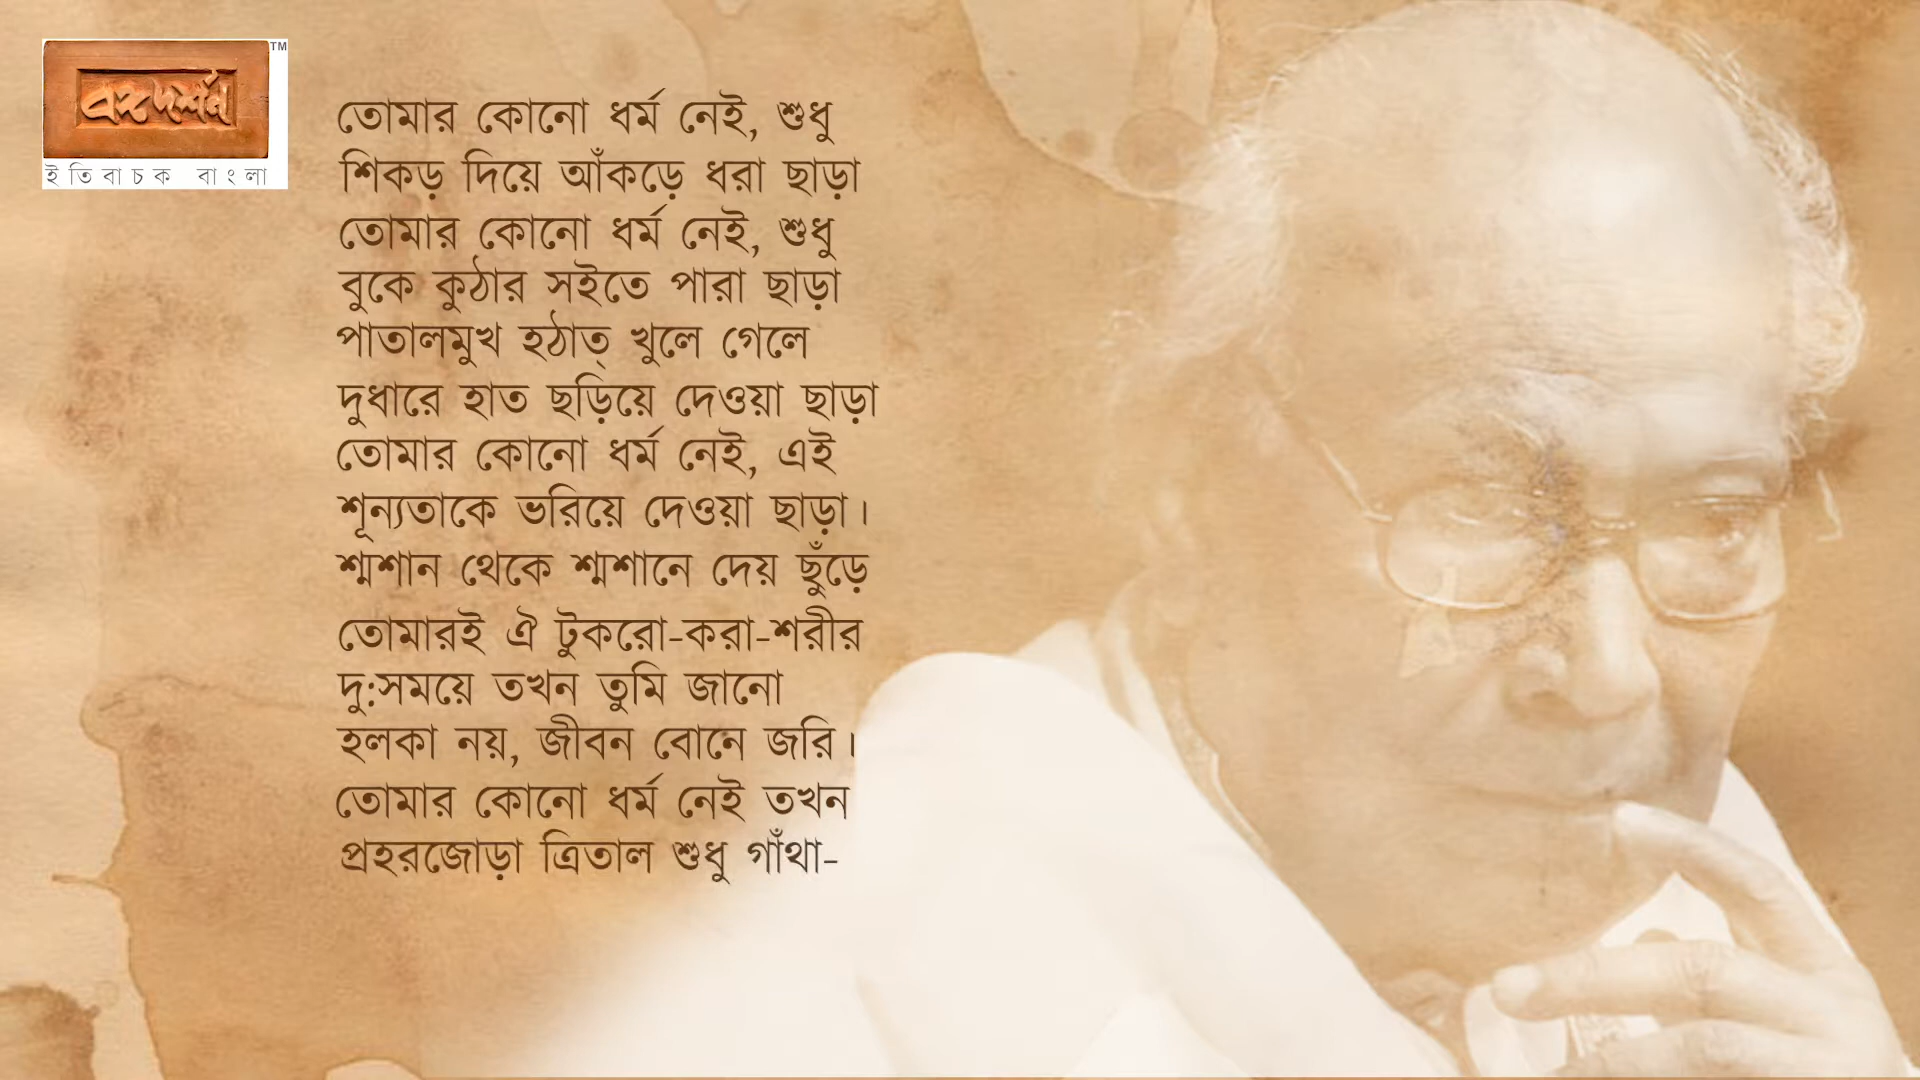 বঙ্গদর্শন
TM
ইতিবাচক বাংলা
তোমার কোনো ধর্ম নেই, শুধু
শিকড় দিয়ে আঁকড়ে ধরা ছাড়া
তোমার কোনো ধর্ম নেই, শুধু
বুকে কুঠার সইতে পারা ছাড়া
পাতালমুখ হঠাত্ খুলে গেলে
দুধারে হাত ছড়িয়ে দেওয়া ছাড়া
তোমার কোনো ধর্ম নেই, এই
শূন্যতাকে ভরিয়ে দেওয়া ছাড়া।
শ্মশান থেকে শ্মশানে দেয় ছুঁড়ে
তোমারই ঐ টুকরো-করা-শরীর
দু:সময়ে তখন তুমি জানো
হলকা নয়, জীবন বোনে জরি।
তোমার কোনো ধর্ম নেই তখন
প্রহরজোড়া ত্রিতাল শুধু গাঁথা-